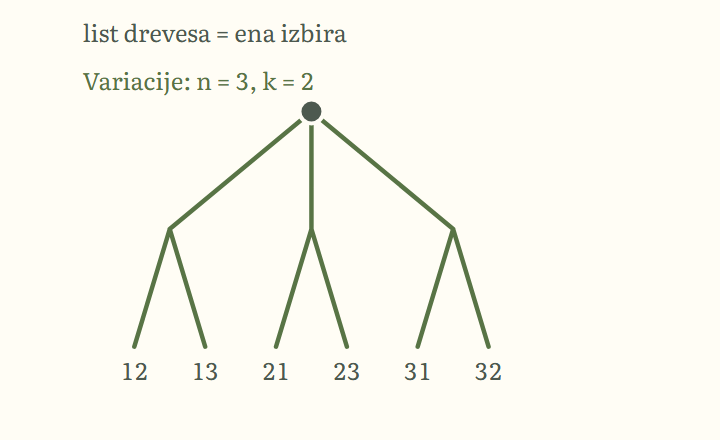 list drevesa = ena izbira
Variacije: n = 3, k = 2
12 13 21 23 31 32